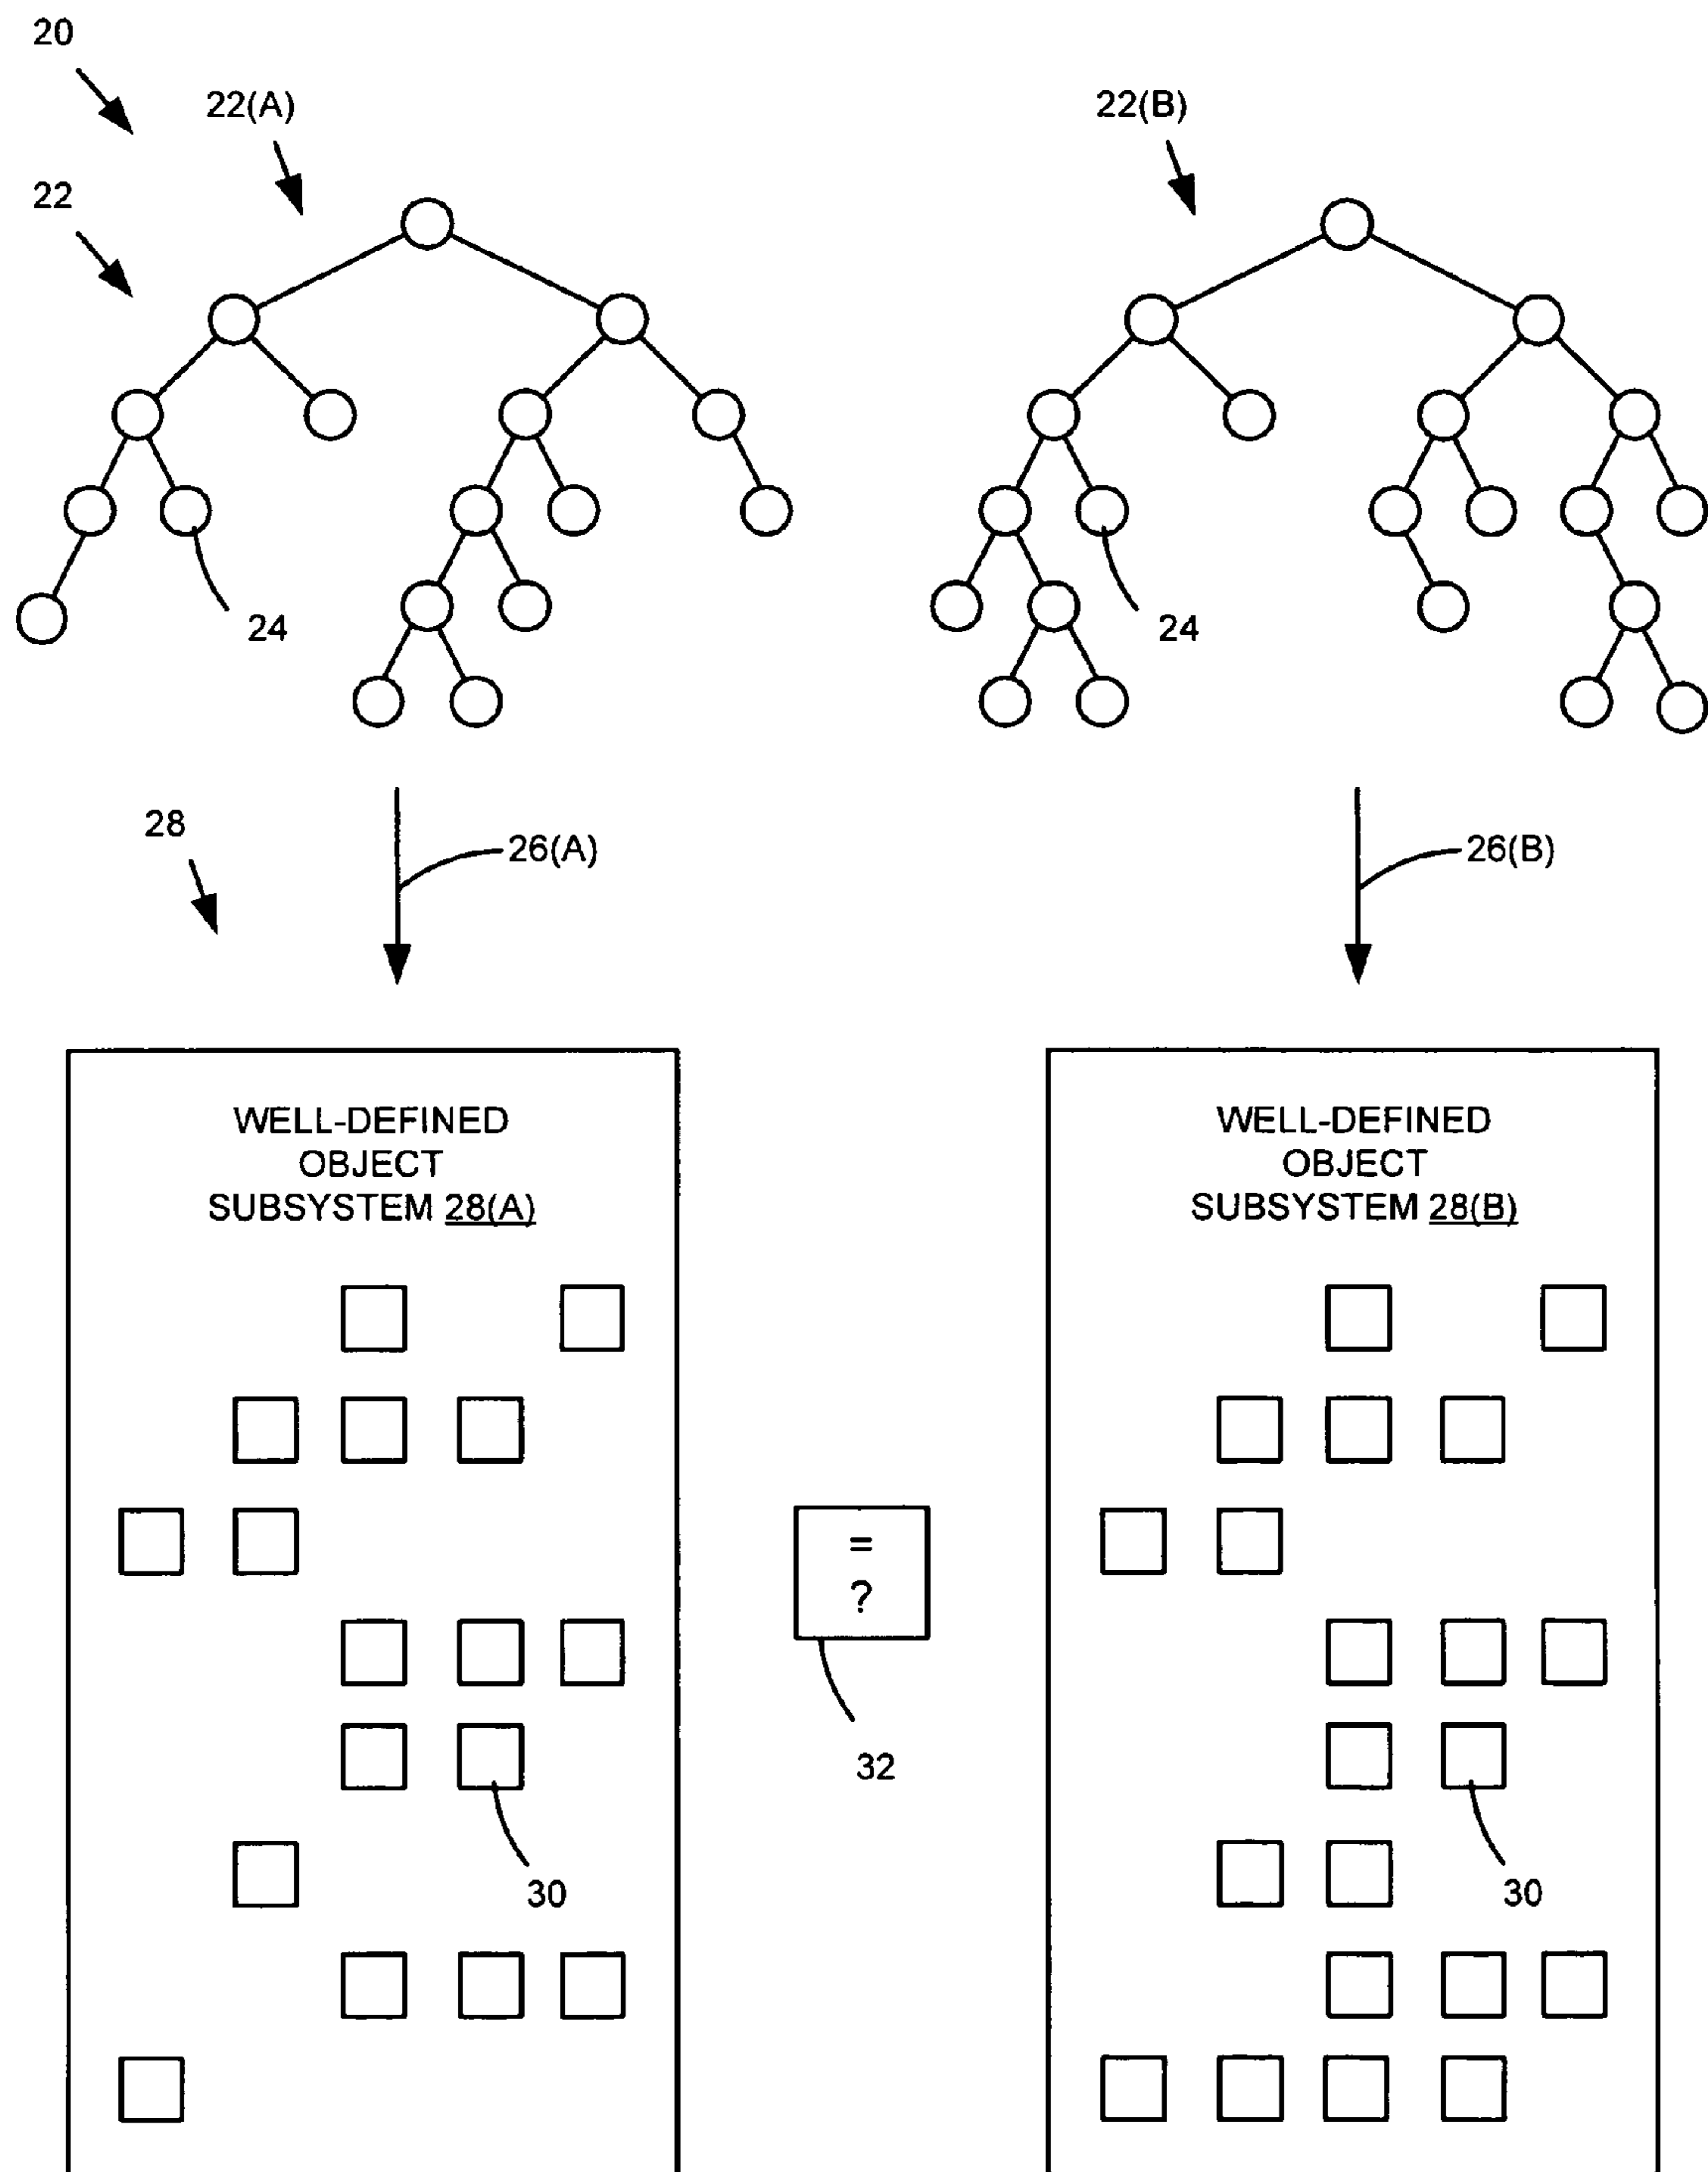 20
22(A)
22(B)
22
24
24
28
26(A)
26(B)
WELL-DEFINED
OBJECT
SUBSYSTEM 28(A)
WELL-DEFINED
OBJECT
SUBSYSTEM 28(B)
=
?
32
30
30